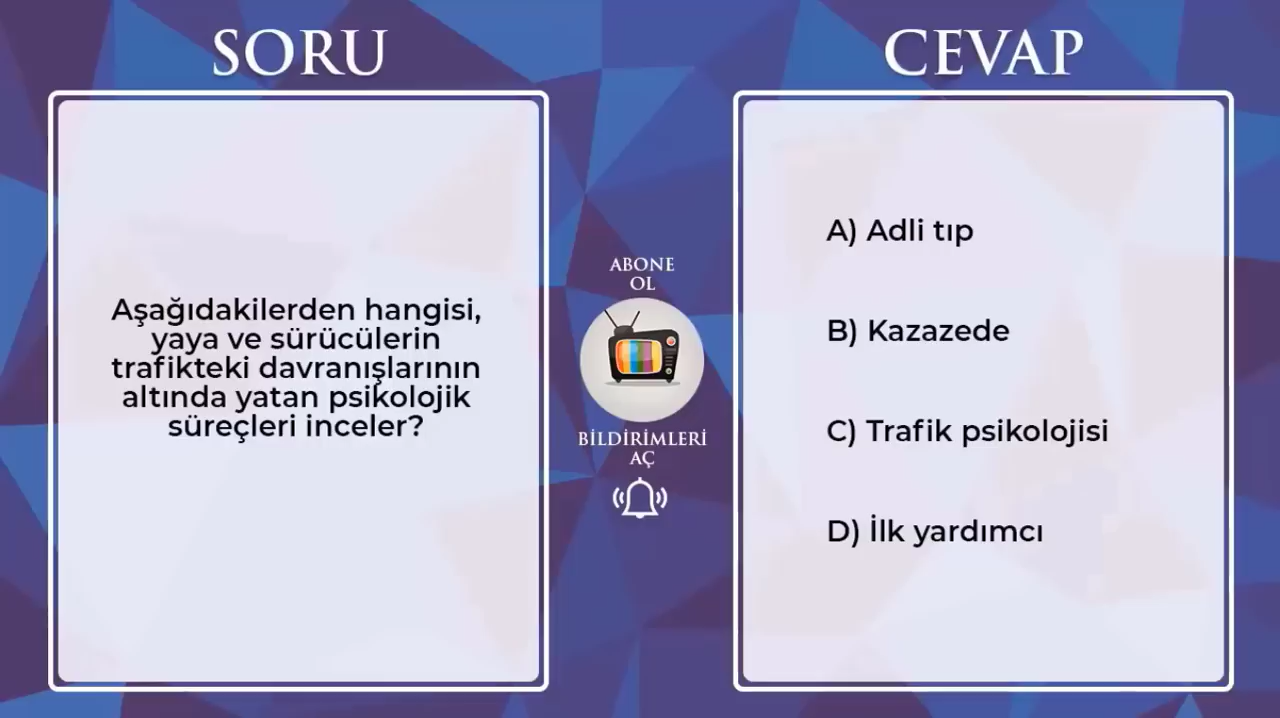 SORU
Aşağıdakilerden hangisi,
yaya ve sürücülerin
trafikteki davranışlarının
altında yatan psikolojik
süreçleri inceler?
ABONE
OL
BİLDİRİMLERİ
AÇ
CEVAP
A) Adli tıp
B) Kazazede
C) Trafik psikolojisi
D) İlk yardımcı